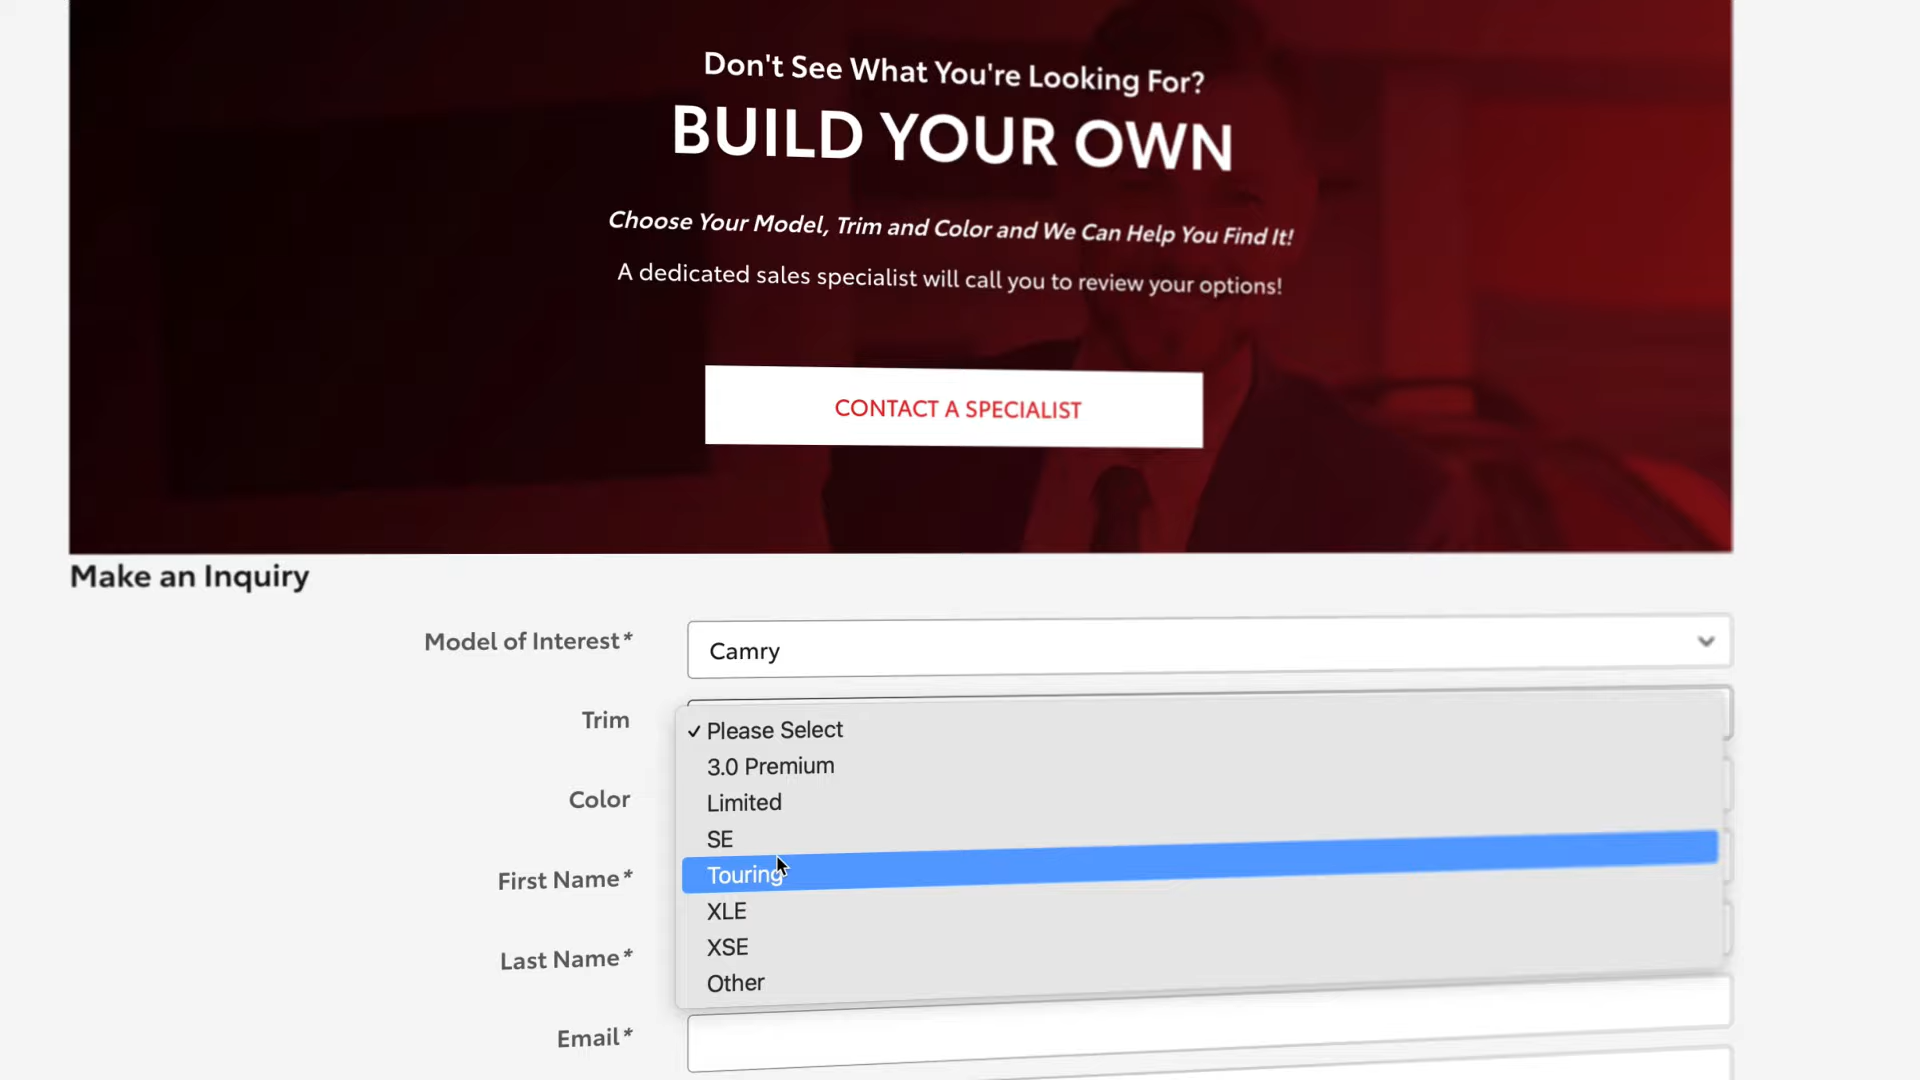 Don't See What You're Looking For?
BUILD YOUR OWN
Choose Your Model, Trim and Color and We Can Help You Find It!
A dedicated sales specialist will call you to review your options!
CONTACT A SPECIALIST
Make an Inquiry
Model of Interest*
Camry
Trim
✓ Please Select
3.0 Premium
Limited
SE
Touring
XLE
XSE
Other
Color
First Name*
Last Name*
Email*